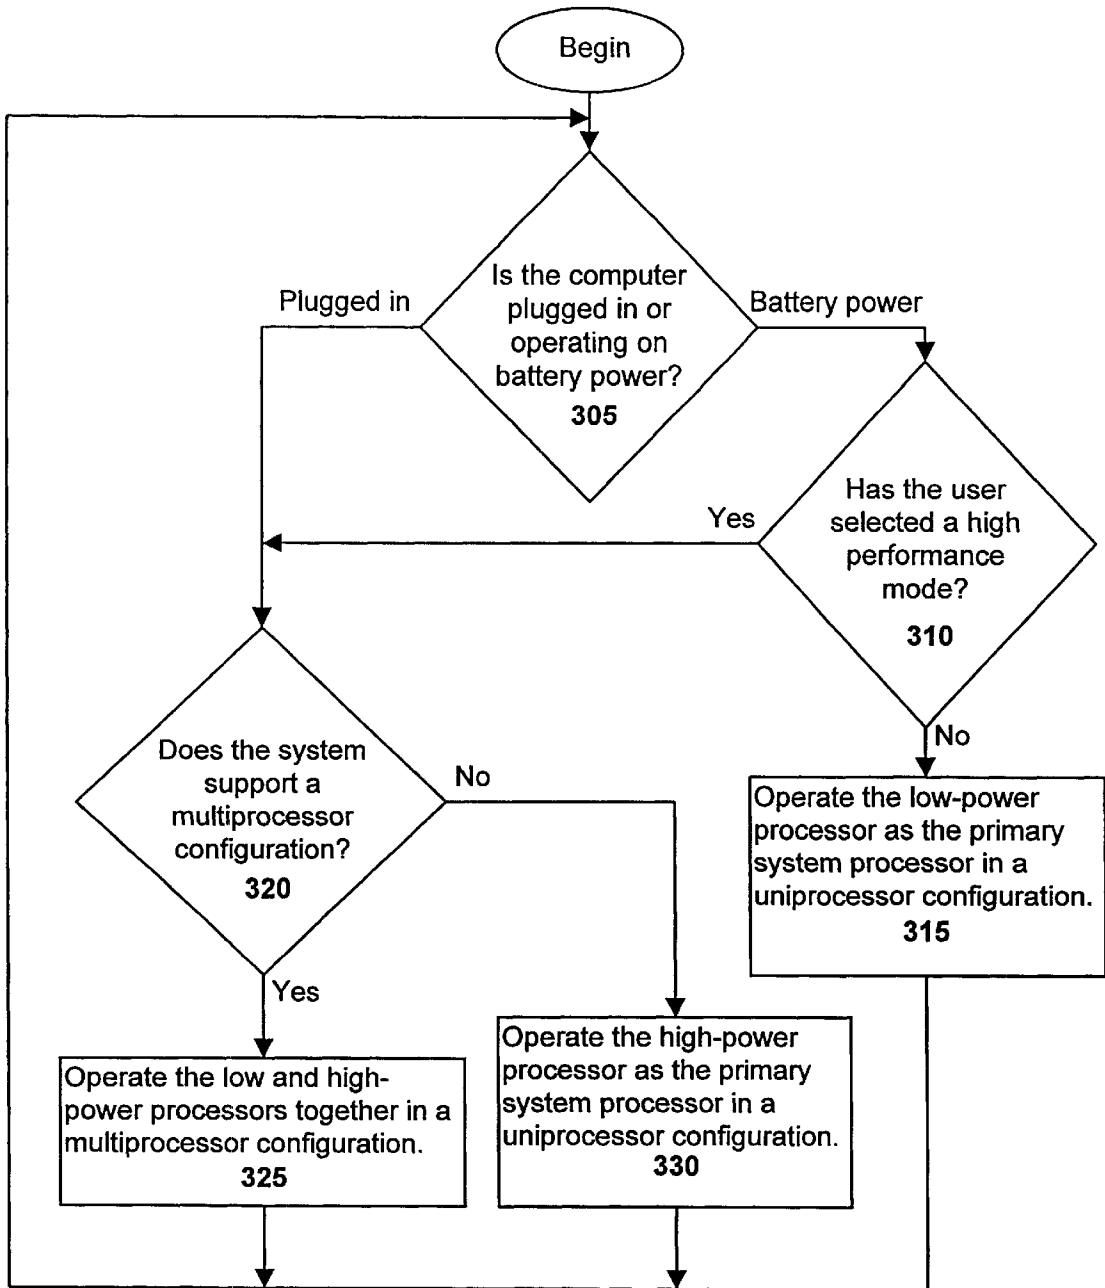 Begin
Is the computer
plugged in or
operating on
battery power?
305
Plugged in
Battery power
Has the user
selected a high
performance
mode?
310
Yes
No
Does the system
support a
multiprocessor
configuration?
320
No
Yes
Operate the low-power
processor as the primary
system processor in a
uniprocessor configuration.
315
Operate the high-power
processor as the primary
system processor in a
uniprocessor configuration.
330
Operate the low and high-
power processors together in a
multiprocessor configuration.
325